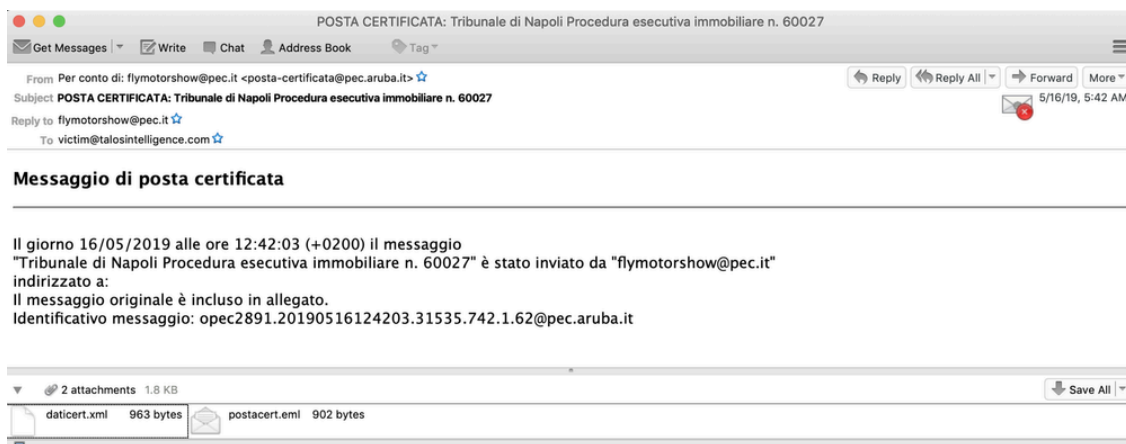 POSTA CERTIFICATA: Tribunale di Napoli Procedura esecutiva immobiliare n. 60027
Get Messages Write Chat Address Book Tag
From Per conto di: flymotorshow@pec.it <posta-certificata@pec.aruba.it> Reply Reply All Forward More
Subject POSTA CERTIFICATA: Tribunale di Napoli Procedura esecutiva immobiliare n. 60027 5/16/19, 5:42 AM
Reply to flymotorshow@pec.it
To victim@talosintelligence.com
Messaggio di posta certificata
Il giorno 16/05/2019 alle ore 12:42:03 (+0200) il messaggio
"Tribunale di Napoli Procedura esecutiva immobiliare n. 60027" è stato inviato da "flymotorshow@pec.it"
indirizzato a:
Il messaggio originale è incluso in allegato.
Identificativo messaggio: opec2891.20190516124203.31535.742.1.62@pec.aruba.it
2 attachments 1.8 KB Save All
daticert.xml 963 bytes postacert.eml 902 bytes